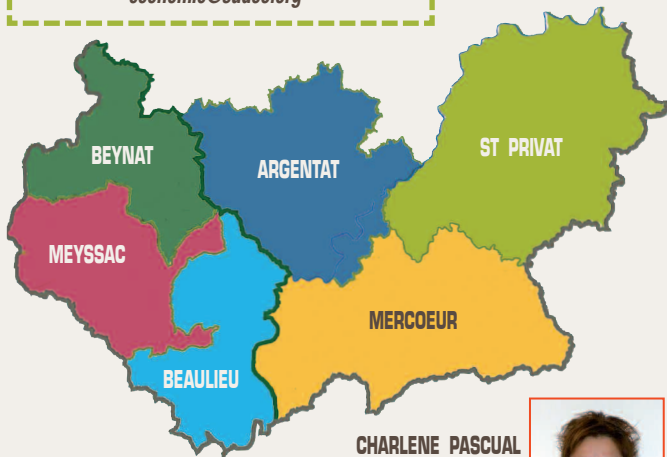 BEYNAT
ARGENTAT
ST PRIVAT
MEYSSAC
MERCOEUR
BEAULIEU
CHARLENE PASCUAL